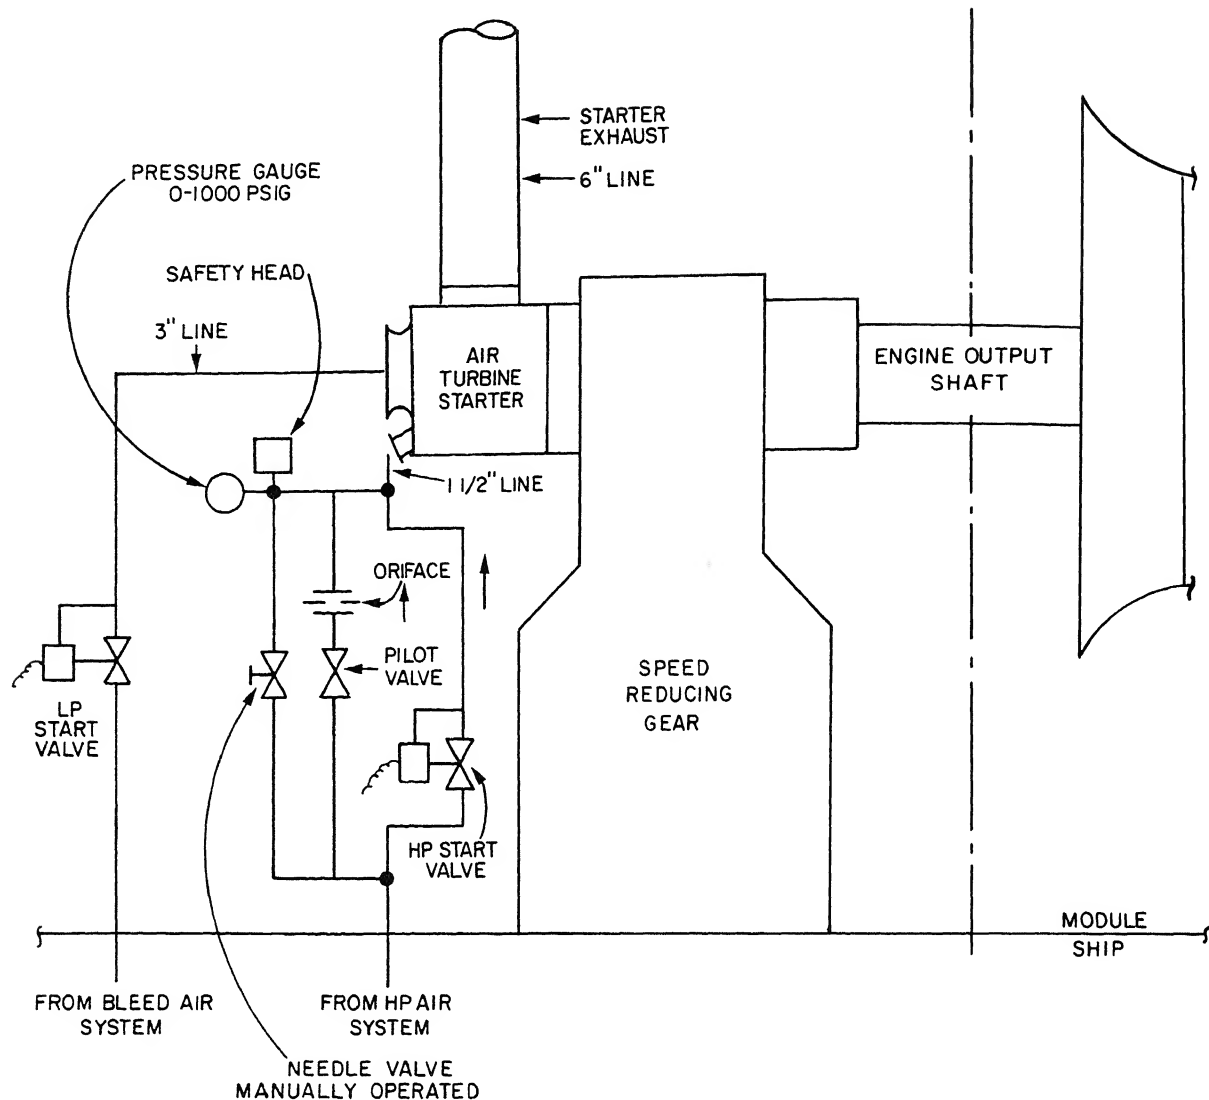 STARTER
EXHAUST
6" LINE
PRESSURE GAUGE
0-1000 PSIG
SAFETY HEAD
3" LINE
AIR
TURBINE
STARTER
ENGINE OUTPUT
SHAFT
1 1/2" LINE
ORIFACE
PILOT
VALVE
LP
START
VALVE
SPEED
REDUCING
GEAR
HP START
VALVE
MODULE
SHIP
FROM BLEED AIR
SYSTEM
FROM HP AIR
SYSTEM
NEEDLE VALVE
MANUALLY OPERATED